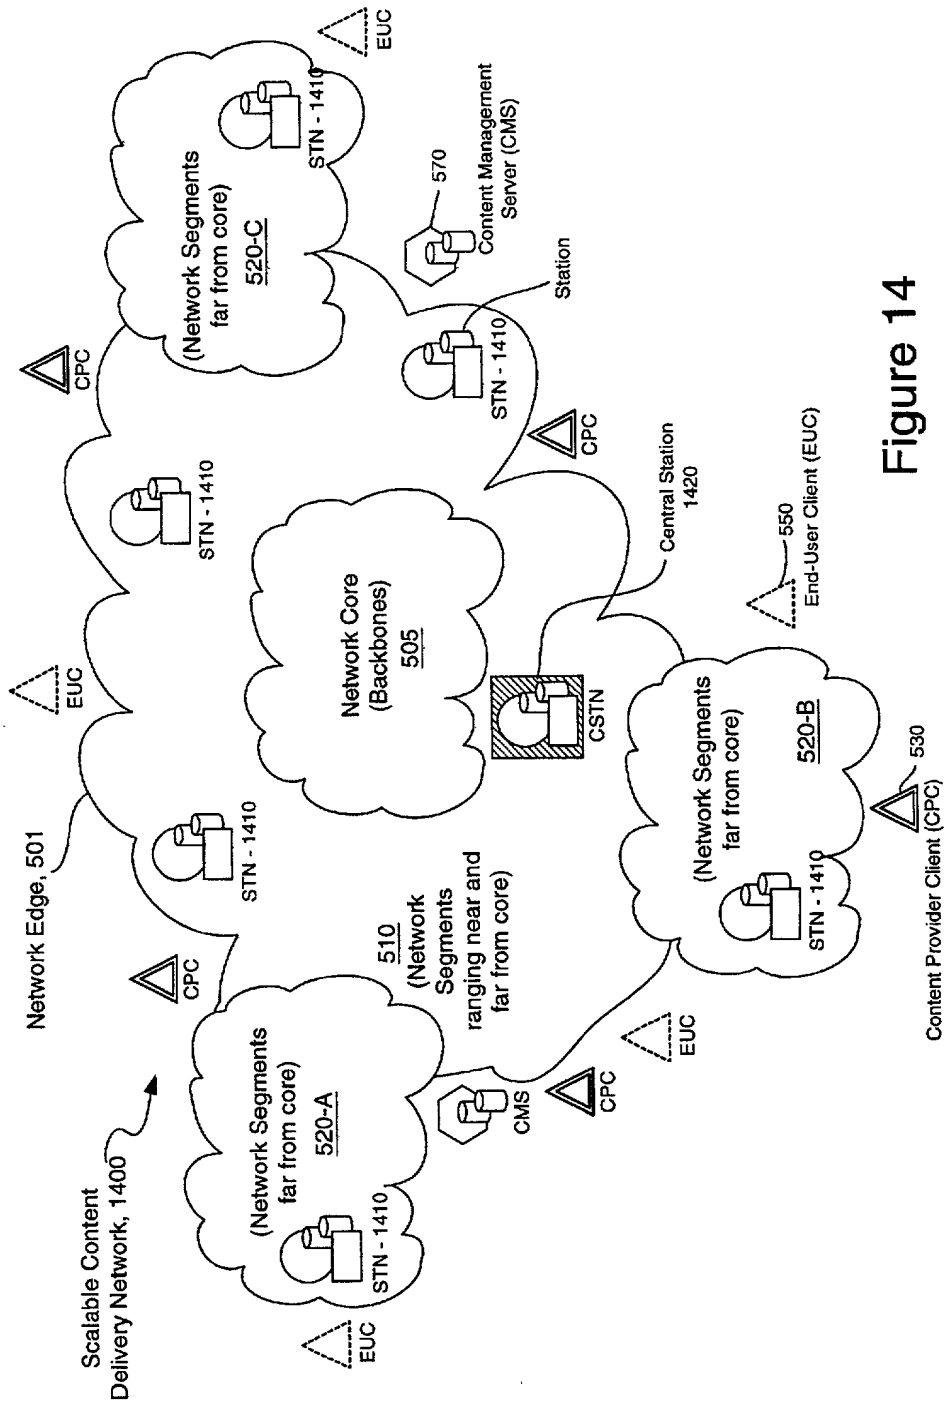 Scalable Content
Delivery Network, 1400
Network Edge, 501
EUC
CPC
EUC
CPC
(Network Segments
far from core)
520-A
STN - 1410
EUC
STN - 1410
STN - 1410
(Network Segments
far from core)
520-C
STN - 1410
510
(Network
Segments
ranging near and
far from core)
Network Core
(Backbones)
505
CSTN
Central Station
1420
STN - 1410
Station
570
Content Management
Server (CMS)
CMS
CPC
EUC
CPC
(Network Segments
far from core)
520-B
STN - 1410
550
End-User Client (EUC)
530
Content Provider Client (CPC)
Figure 14